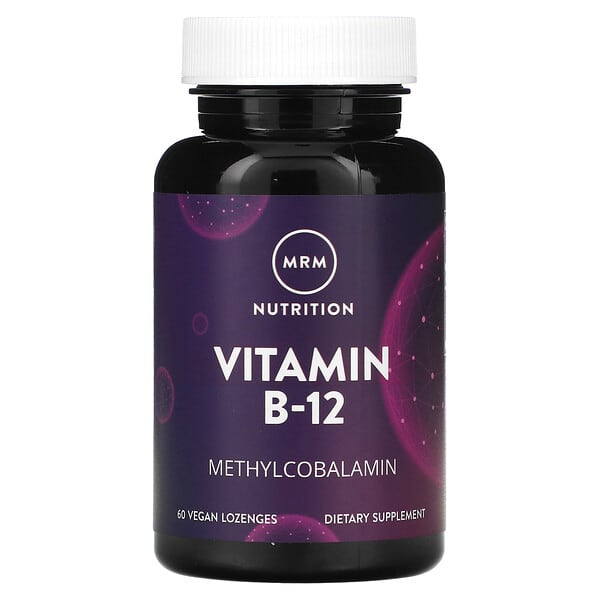 MRM
NUTRITION
VITAMIN
B-12
METHYLCOBALAMIN
60 VEGAN LOZENGES DIETARY SUPPLEMENT